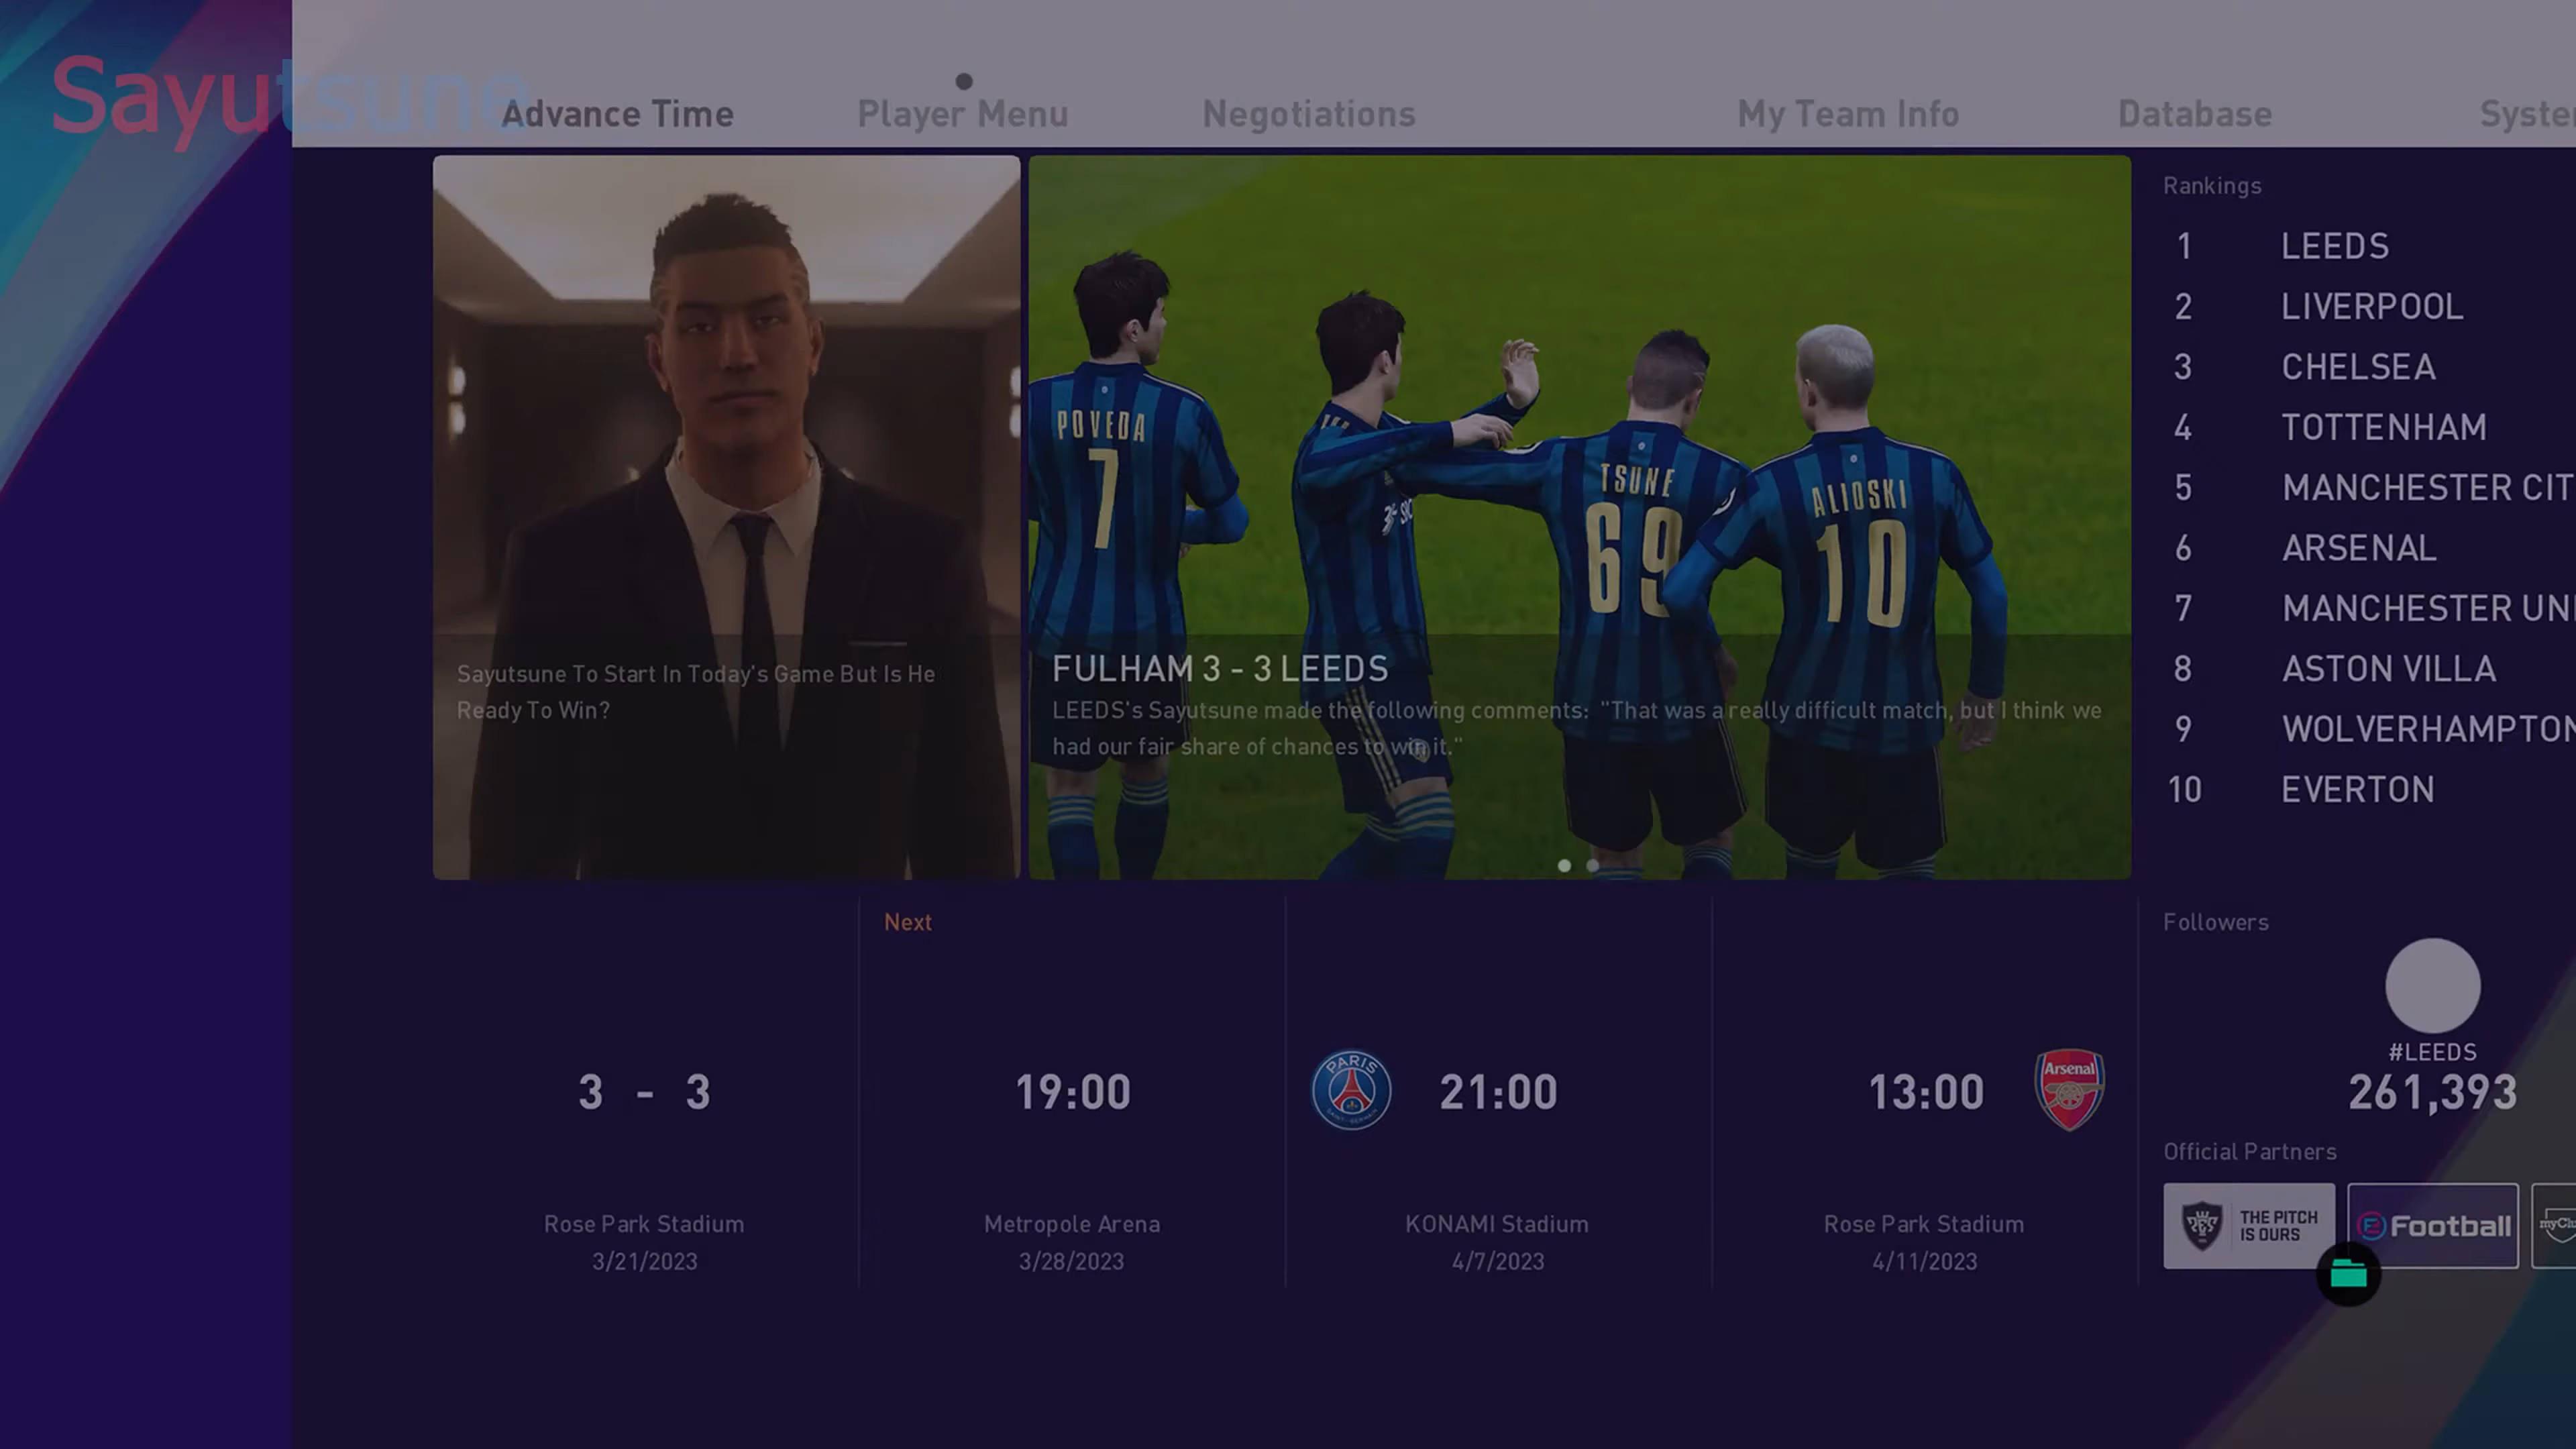 Sayutsune
Advance Time
Player Menu
Negotiations
My Team Info
Database
Syste
Sayutsune To Start In Today's Game But Is He
Ready To Win?
POVEDA
7
TSUNE
69
ALIOSKI
10
FULHAM 3 - 3 LEEDS
LEEDS's Sayutsune made the following comments: "That was a really difficult match, but I think we
had our fair share of chances to win it."
Rankings
1 LEEDS
2 LIVERPOOL
3 CHELSEA
4 TOTTENHAM
5 MANCHESTER CIT
6 ARSENAL
7 MANCHESTER UNI
8 ASTON VILLA
9 WOLVERHAMPTON
10 EVERTON
3 - 3
Rose Park Stadium
3/21/2023
Next
19:00
Metropole Arena
3/28/2023
PARIS
SAINT-GERMAIN
21:00
KONAMI Stadium
4/7/2023
13:00
Arsenal
Rose Park Stadium
4/11/2023
Followers
#LEEDS
261,393
Official Partners
THE PITCH
IS OURS
Football
myClu